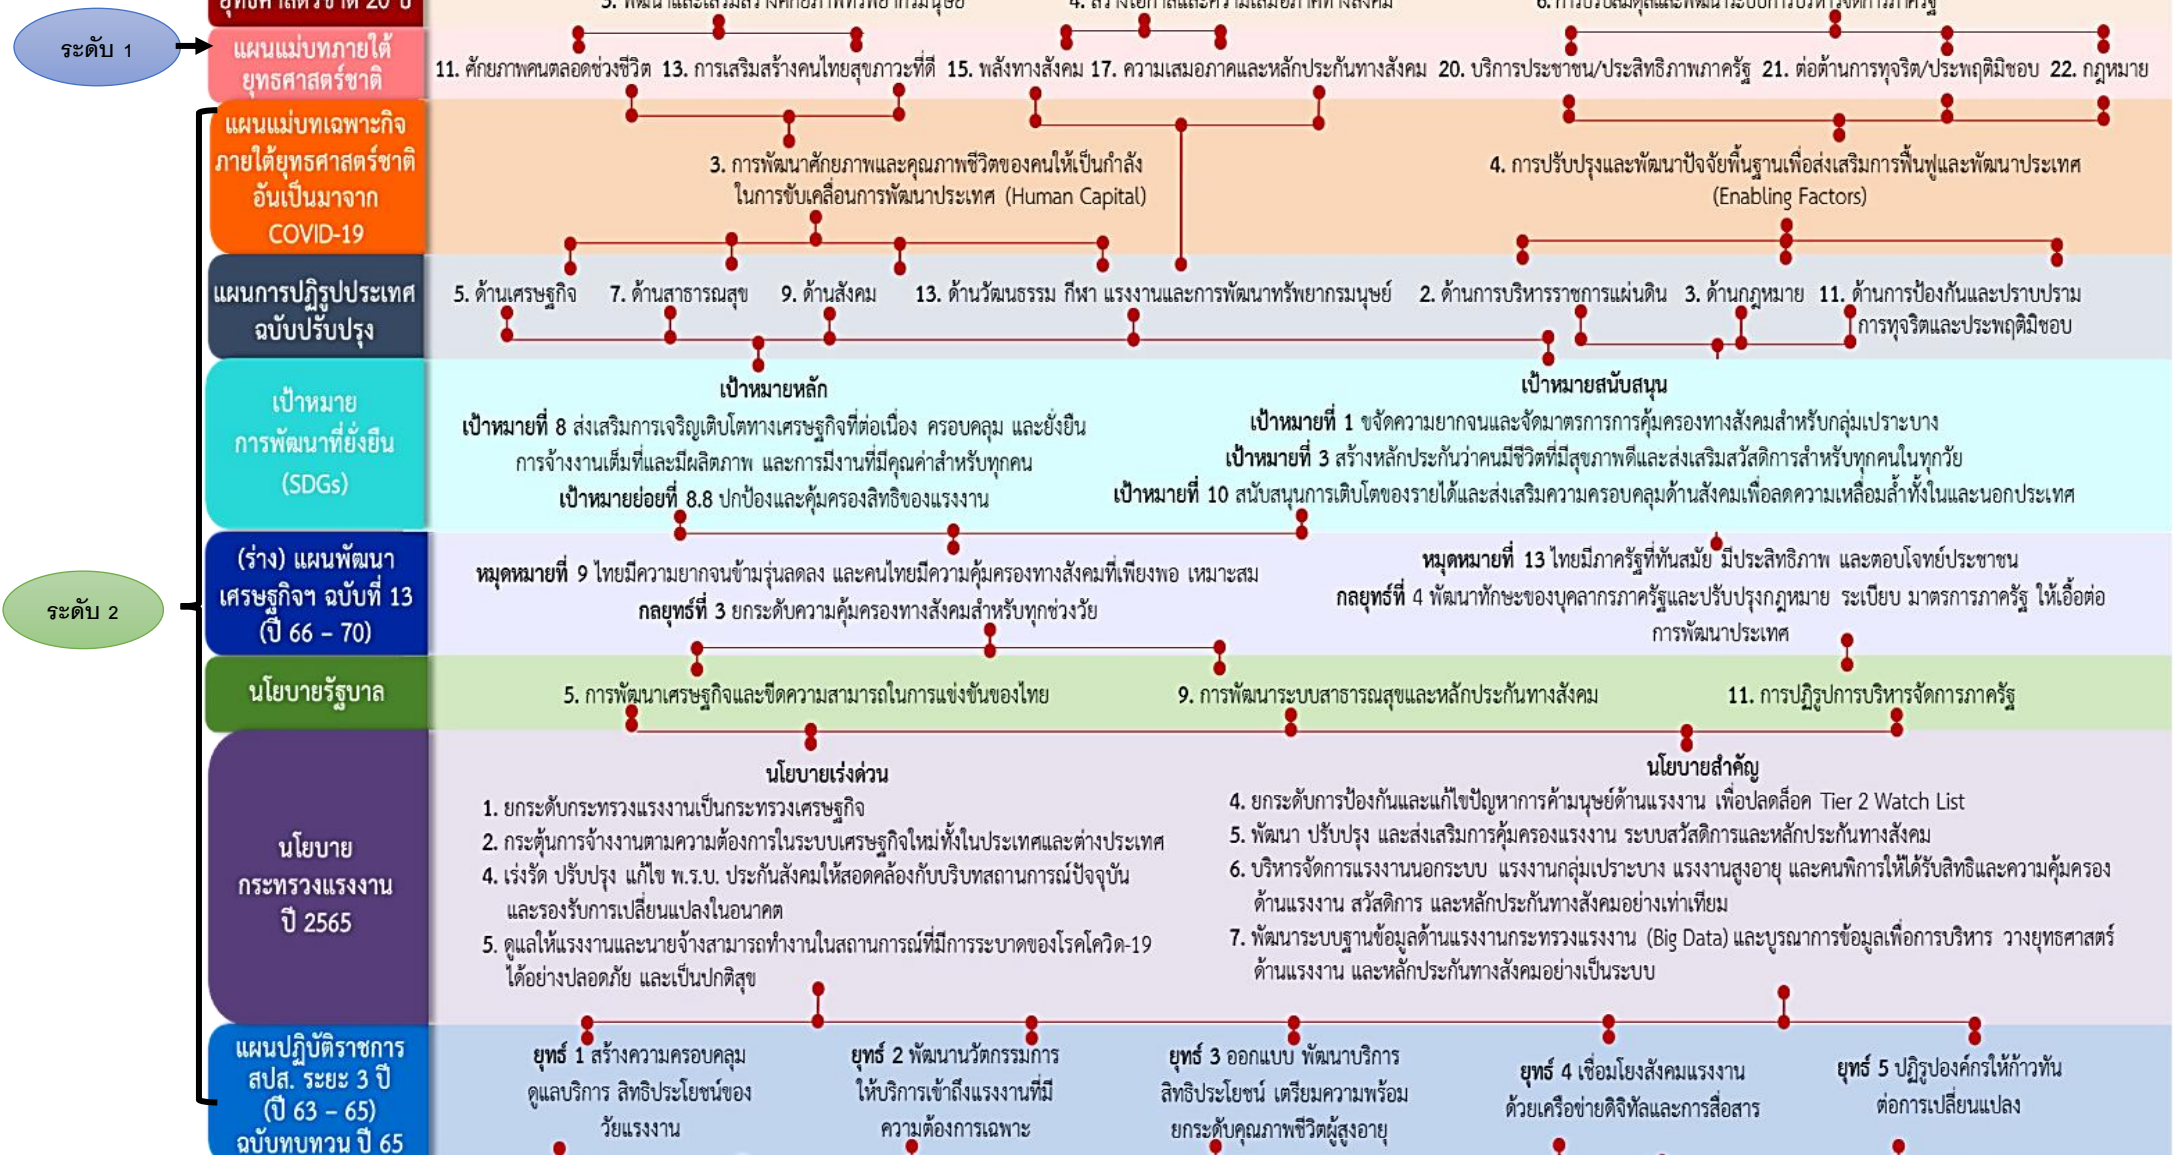 ยุทธศาสตร์ชาติ 20 ปี
3. พัฒนาและเสริมสร้างศักยภาพทรัพยากรมนุษย์
4. สร้างโอกาสและความเสมอภาคทางสังคม
6. การปรับสมดุลและพัฒนาระบบการบริหารจัดการภาครัฐ
ระดับ 1
แผนแม่บทภายใต้
ยุทธศาสตร์ชาติ
11. ศักยภาพคนตลอดช่วงชีวิต 13. การเสริมสร้างคนไทยสุขภาวะที่ดี 15. พลังทางสังคม 17. ความเสมอภาคและหลักประกันทางสังคม 20. บริการประชาชน/ประสิทธิภาพภาครัฐ 21. ต่อต้านการทุจริต/ประพฤติมิชอบ 22. กฎหมาย
แผนแม่บทเฉพาะกิจ
ภายใต้ยุทธศาสตร์ชาติ
อันเป็นมาจาก
COVID-19
3. การพัฒนาศักยภาพและคุณภาพชีวิตของคนให้เป็นกำลัง
ในการขับเคลื่อนการพัฒนาประเทศ (Human Capital)
4. การปรับปรุงและพัฒนาปัจจัยพื้นฐานเพื่อส่งเสริมการฟื้นฟูและพัฒนาประเทศ
(Enabling Factors)
แผนการปฏิรูปประเทศ
ฉบับปรับปรุง
5. ด้านเศรษฐกิจ 7. ด้านสาธารณสุข 9. ด้านสังคม 13. ด้านวัฒนธรรม กีฬา แรงงานและการพัฒนาทรัพยากรมนุษย์ 2. ด้านการบริหารราชการแผ่นดิน 3. ด้านกฎหมาย 11. ด้านการป้องกันและปราบปราม
การทุจริตและประพฤติมิชอบ
เป้าหมาย
การพัฒนาที่ยั่งยืน
(SDGs)
เป้าหมายหลัก
เป้าหมายที่ 8 ส่งเสริมการเจริญเติบโตทางเศรษฐกิจที่ต่อเนื่อง ครอบคลุม และยั่งยืน
การจ้างงานเต็มที่และมีผลิตภาพ และการมีงานที่มีคุณค่าสำหรับทุกคน
เป้าหมายย่อยที่ 8.8 ปกป้องและคุ้มครองสิทธิของแรงงาน
เป้าหมายสนับสนุน
เป้าหมายที่ 1 ขจัดความยากจนและจัดมาตรการการคุ้มครองทางสังคมสำหรับกลุ่มเปราะบาง
เป้าหมายที่ 3 สร้างหลักประกันว่าคนมีชีวิตที่มีสุขภาพดีและส่งเสริมสวัสดิการสำหรับทุกคนในทุกวัย
เป้าหมายที่ 10 สนับสนุนการเติบโตของรายได้และส่งเสริมความครอบคลุมด้านสังคมเพื่อลดความเหลื่อมล้ำทั้งในและนอกประเทศ
ระดับ 2
(ร่าง) แผนพัฒนา
เศรษฐกิจฯ ฉบับที่ 13
(ปี 66 – 70)
หมุดหมายที่ 9 ไทยมีความยากจนข้ามรุ่นลดลง และคนไทยมีความคุ้มครองทางสังคมที่เพียงพอ เหมาะสม
กลยุทธ์ที่ 3 ยกระดับความคุ้มครองทางสังคมสำหรับทุกช่วงวัย
หมุดหมายที่ 13 ไทยมีภาครัฐที่ทันสมัย มีประสิทธิภาพ และตอบโจทย์ประชาชน
กลยุทธ์ที่ 4 พัฒนาทักษะของบุคลากรภาครัฐและปรับปรุงกฎหมาย ระเบียบ มาตรการภาครัฐ ให้เอื้อต่อ
การพัฒนาประเทศ
นโยบายรัฐบาล
5. การพัฒนาเศรษฐกิจและขีดความสามารถในการแข่งขันของไทย
9. การพัฒนาระบบสาธารณสุขและหลักประกันทางสังคม
11. การปฏิรูปการบริหารจัดการภาครัฐ
นโยบาย
กระทรวงแรงงาน
ปี 2565
นโยบายเร่งด่วน
1. ยกระดับกระทรวงแรงงานเป็นกระทรวงเศรษฐกิจ
2. กระตุ้นการจ้างงานตามความต้องการในระบบเศรษฐกิจใหม่ทั้งในประเทศและต่างประเทศ
4. เร่งรัด ปรับปรุง แก้ไข พ.ร.บ. ประกันสังคมให้สอดคล้องกับบริบทสถานการณ์ปัจจุบัน
และรองรับการเปลี่ยนแปลงในอนาคต
5. ดูแลให้แรงงานและนายจ้างสามารถทำงานในสถานการณ์ที่มีการระบาดของโรคโควิด-19
ได้อย่างปลอดภัย และเป็นปกติสุข
นโยบายสำคัญ
4. ยกระดับการป้องกันและแก้ไขปัญหาการค้ามนุษย์ด้านแรงงาน เพื่อปลดล็อค Tier 2 Watch List
5. พัฒนา ปรับปรุง และส่งเสริมการคุ้มครองแรงงาน ระบบสวัสดิการและหลักประกันทางสังคม
6. บริหารจัดการแรงงานนอกระบบ แรงงานกลุ่มเปราะบาง แรงงานสูงอายุ และคนพิการให้ได้รับสิทธิและความคุ้มครอง
ด้านแรงงาน สวัสดิการ และหลักประกันทางสังคมอย่างเท่าเทียม
7. พัฒนาระบบฐานข้อมูลด้านแรงงานกระทรวงแรงงาน (Big Data) และบูรณาการข้อมูลเพื่อการบริหาร วางยุทธศาสตร์
ด้านแรงงาน และหลักประกันทางสังคมอย่างเป็นระบบ
แผนปฏิบัติราชการ
สปส. ระยะ 3 ปี
(ปี 63 – 65)
ฉบับทบทวน ปี 65
ยุทธ์ 1 สร้างความครอบคลุม
ดูแลบริการ สิทธิประโยชน์ของ
วัยแรงงาน
ยุทธ์ 2 พัฒนานวัตกรรมการ
ให้บริการเข้าถึงแรงงานที่มี
ความต้องการเฉพาะ
ยุทธ์ 3 ออกแบบ พัฒนาบริการ
สิทธิประโยชน์ เตรียมความพร้อม
ยกระดับคุณภาพชีวิตผู้สูงอายุ
ยุทธ์ 4 เชื่อมโยงสังคมแรงงาน
ด้วยเครือข่ายดิจิทัลและการสื่อสาร
ยุทธ์ 5 ปฏิรูปองค์กรให้ก้าวทัน
ต่อการเปลี่ยนแปลง